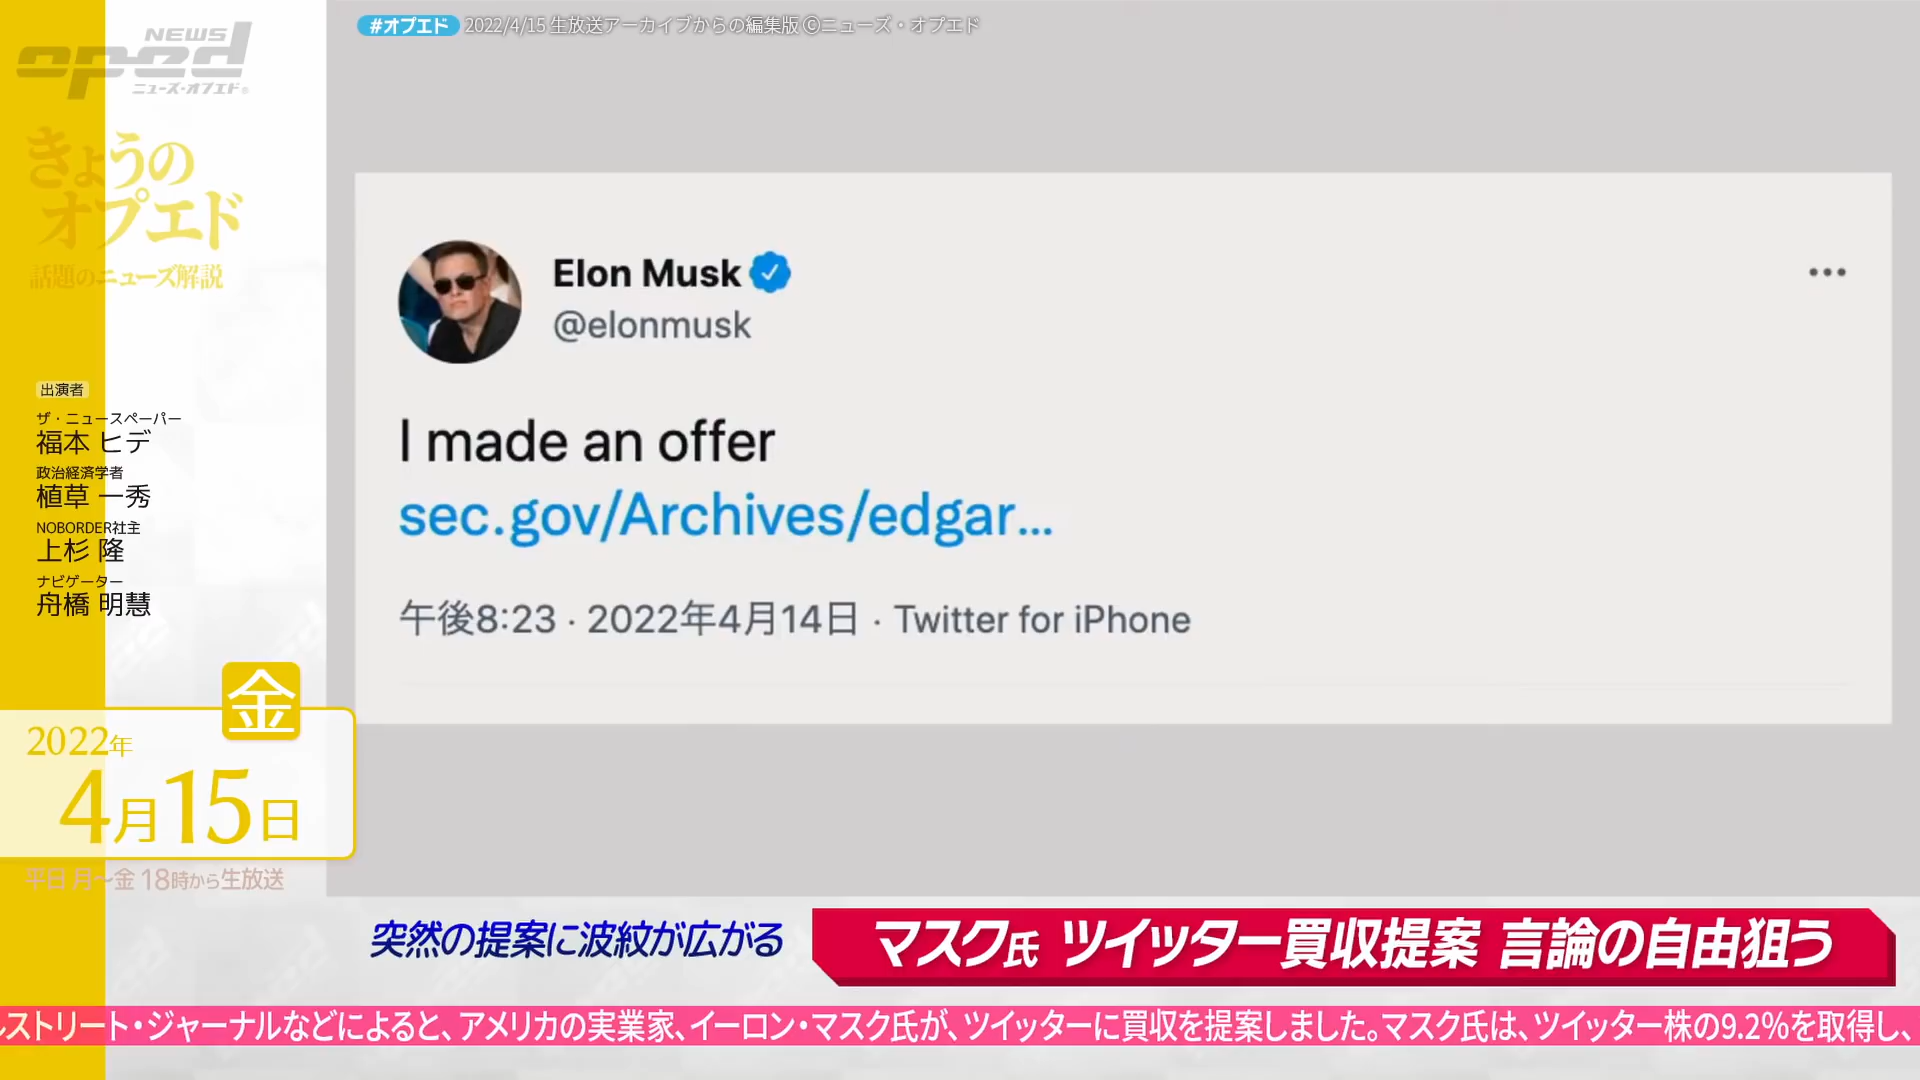 NEWS
oped
ニューズ・オプエド®
きょうの
オプエド
話題のニューズ解説
出演者
ザ・ニュースペーパー
福本 ヒデ
政治経済学者
植草 一秀
NOBORDER社主
上杉 隆
ナビゲーター
舟橋 明慧
金
2022年
4月15日
平日 月〜金 18時から生放送
#オプエド 2022/4/15 生放送アーカイブからの編集版 ©ニューズ・オプエド
Elon Musk
@elonmusk
I made an offer
sec.gov/Archives/edgar...
午後8:23 · 2022年4月14日 · Twitter for iPhone
突然の提案に波紋が広がる
マスク氏 ツイッター買収提案 言論の自由狙う
ルストリート・ジャーナルなどによると、アメリカの実業家、イーロン・マスク氏が、ツイッターに買収を提案しました。マスク氏は、ツイッター株の9.2%を取得し、